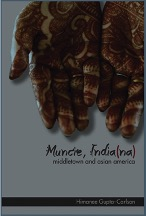 Muncie, India(na)
middletown and asian america
Himanee Gupta-Carlson